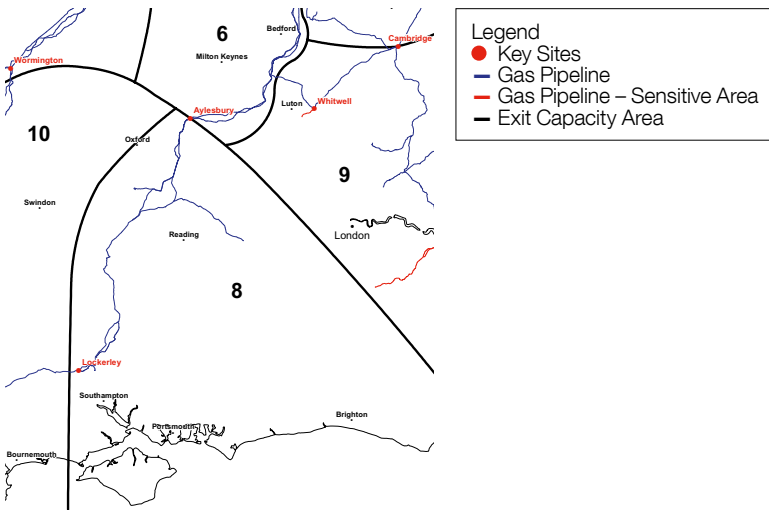 6
Bedford
Cambridge
Wormington
Milton Keynes
Luton
Whitwell
Aylesbury
10
Oxford
9
Swindon
Reading
London
8
Lockerley
Southampton
Portsmouth
Brighton
Bournemouth
Legend
Key Sites
Gas Pipeline
Gas Pipeline – Sensitive Area
Exit Capacity Area